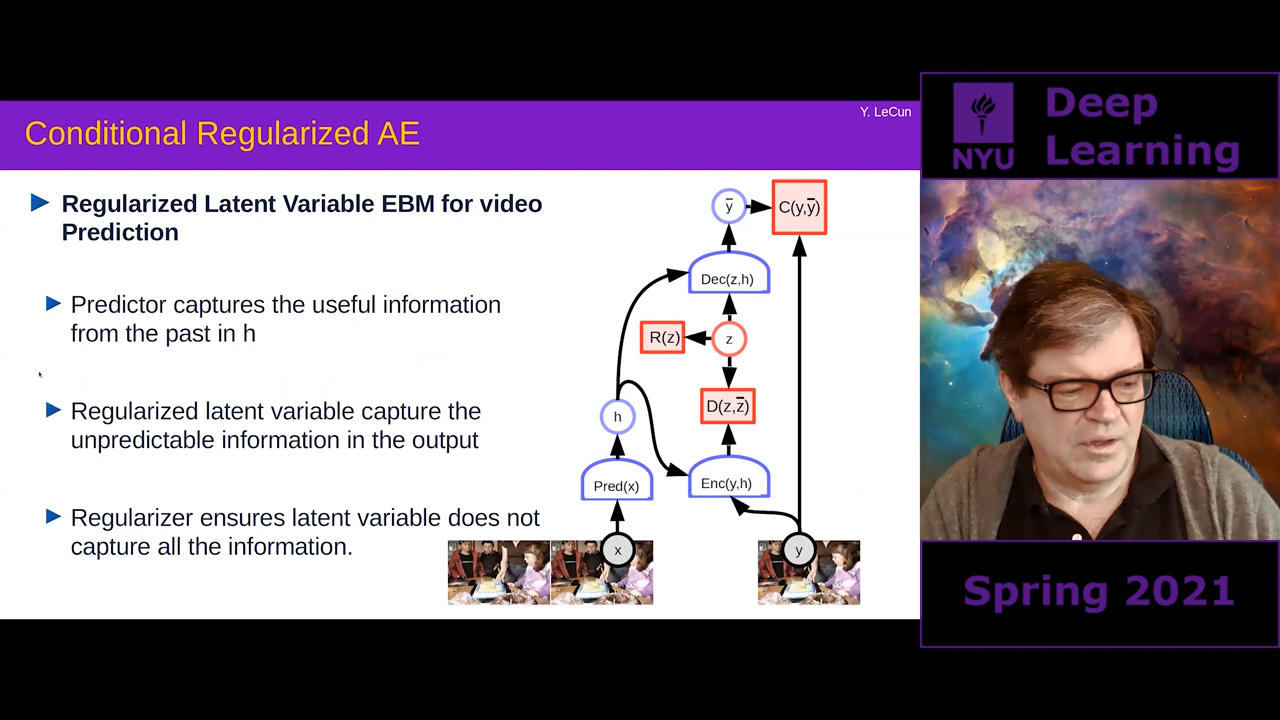 Y. LeCun
Conditional Regularized AE
Regularized Latent Variable EBM for video
Prediction
Predictor captures the useful information
from the past in h
Regularized latent variable capture the
unpredictable information in the output
Regularizer ensures latent variable does not
capture all the information.
ȳ
C(y,ȳ)
Dec(z,h)
R(z)
z
D(z,z̄)
h
Pred(x)
Enc(y,h)
x
y
NYU
Deep
Learning
Spring 2021